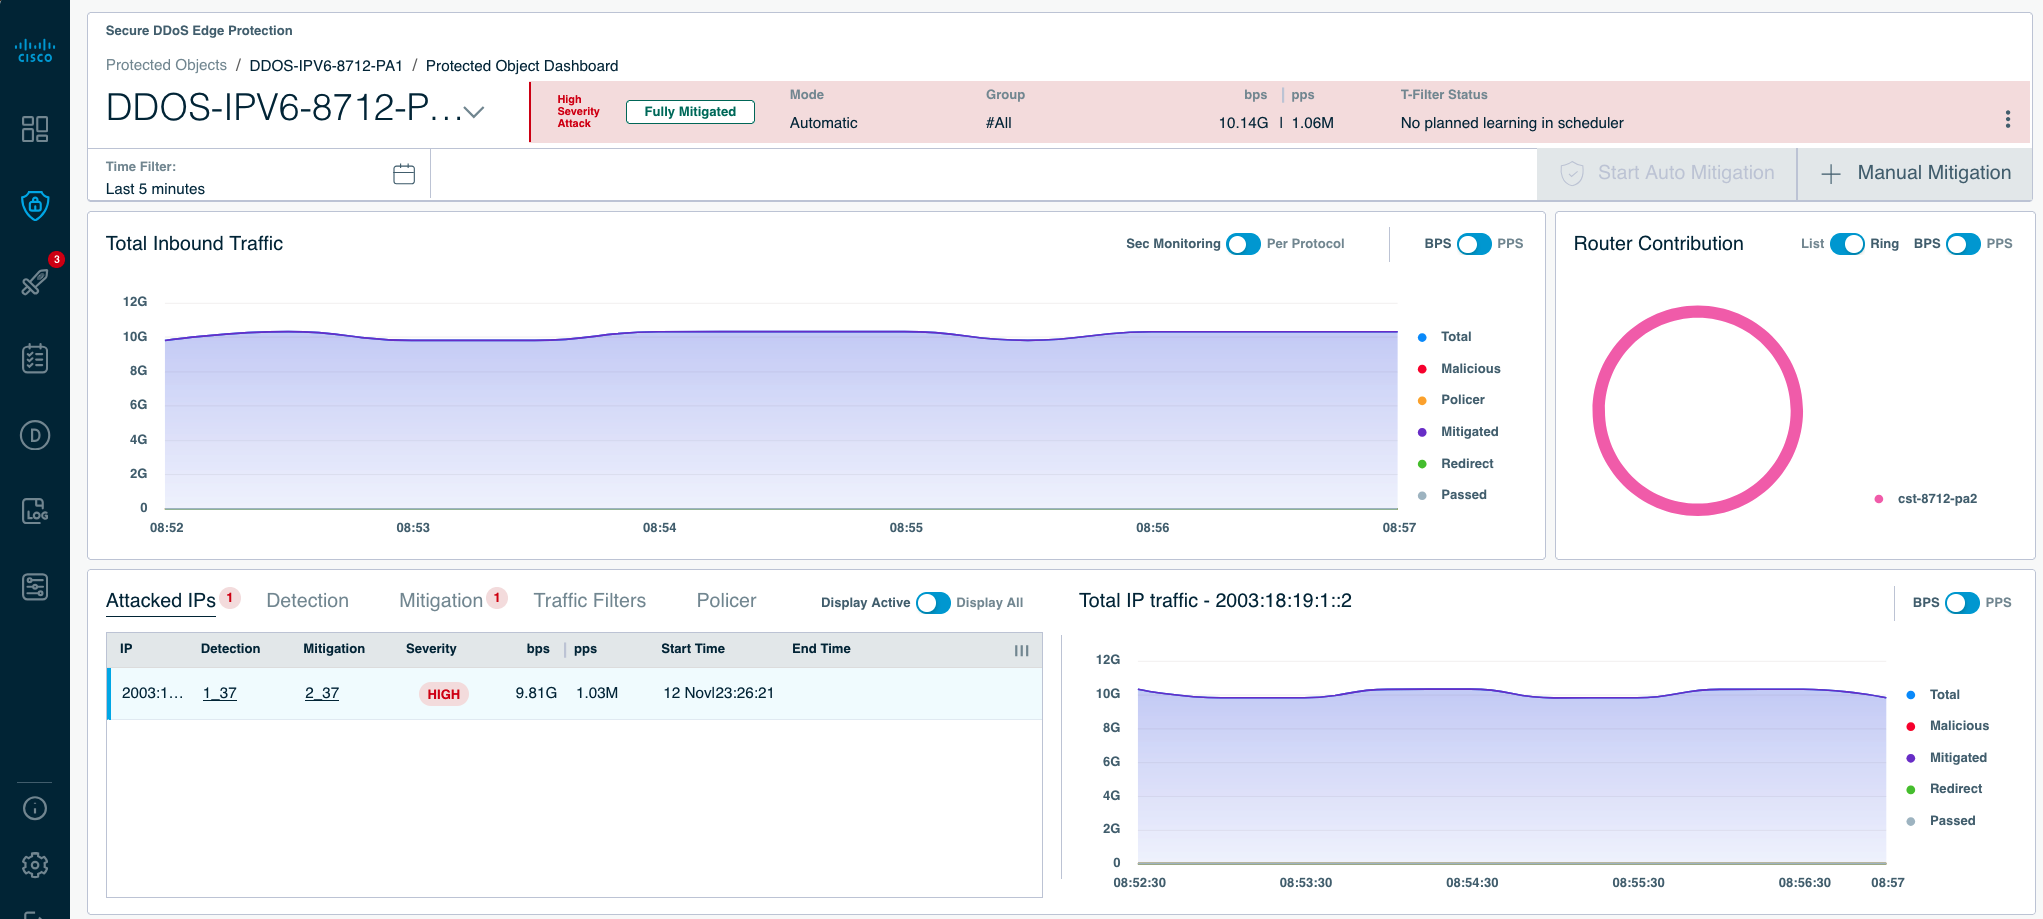 CISCO
3
D
LOG
Secure DDoS Edge Protection
Protected Objects / DDOS-IPV6-8712-PA1 / Protected Object Dashboard
DDOS-IPV6-8712-P...
High
Severity
Attack
Fully Mitigated
Mode
Automatic
Group
#All
bps | pps
10.14G | 1.06M
T-Filter Status
No planned learning in scheduler
Time Filter:
Last 5 minutes
Start Auto Mitigation
Manual Mitigation
Total Inbound Traffic
Sec Monitoring Per Protocol
BPS PPS
12G
10G
8G
6G
4G
2G
0
08:52 08:53 08:54 08:55 08:56 08:57
Total
Malicious
Policer
Mitigated
Redirect
Passed
Router Contribution
List Ring BPS PPS
cst-8712-pa2
Attacked IPs 1 Detection Mitigation 1 Traffic Filters Policer
Display Active Display All
IP Detection Mitigation Severity bps | pps Start Time End Time
2003:1... 1_37 2_37 HIGH 9.81G 1.03M 12 Novl23:26:21
Total IP traffic - 2003:18:19:1::2
BPS PPS
12G
10G
8G
6G
4G
2G
0
08:52:30 08:53:30 08:54:30 08:55:30 08:56:30 08:57
Total
Malicious
Mitigated
Redirect
Passed